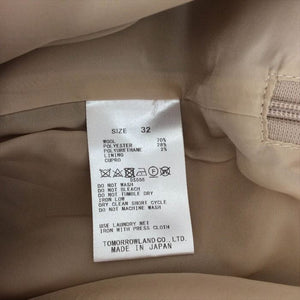 SIZE 32
WOOL 70%
POLYESTER 28%
POLYURETHANE 2%
LINING
CUPRO
DO NOT WASH
DO NOT BLEACH
DO NOT TUMBLE DRY
IRON LOW
DRY CLEAN SHORT CYCLE
DO NOT MACHINE WASH
USE LAUNDRY NET
IRON WITH PRESS CLOTH
TOMORROWLAND CO., LTD.
MADE IN JAPAN